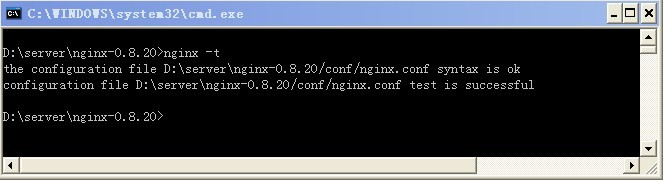 C:\WINDOWS\system32\cmd.exe
D:\server\nginx-0.8.20>nginx -t
the configuration file D:\server\nginx-0.8.20/conf/nginx.conf syntax is ok
configuration file D:\server\nginx-0.8.20/conf/nginx.conf test is successful
D:\server\nginx-0.8.20>